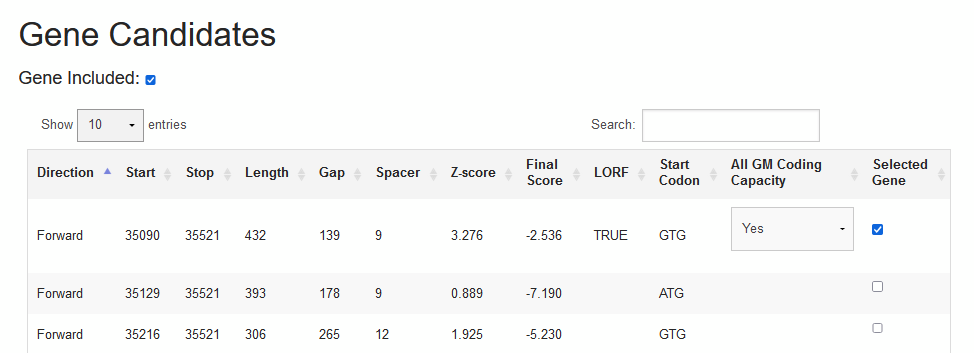 Gene Candidates
Gene Included:
Show 10 entries Search:
Direction Start Stop Length Gap Spacer Z-score Final Score LORF Start Codon All GM Coding Capacity Selected Gene
Forward 35090 35521 432 139 9 3.276 -2.536 TRUE GTG Yes
Forward 35129 35521 393 178 9 0.889 -7.190 ATG
Forward 35216 35521 306 265 12 1.925 -5.230 GTG